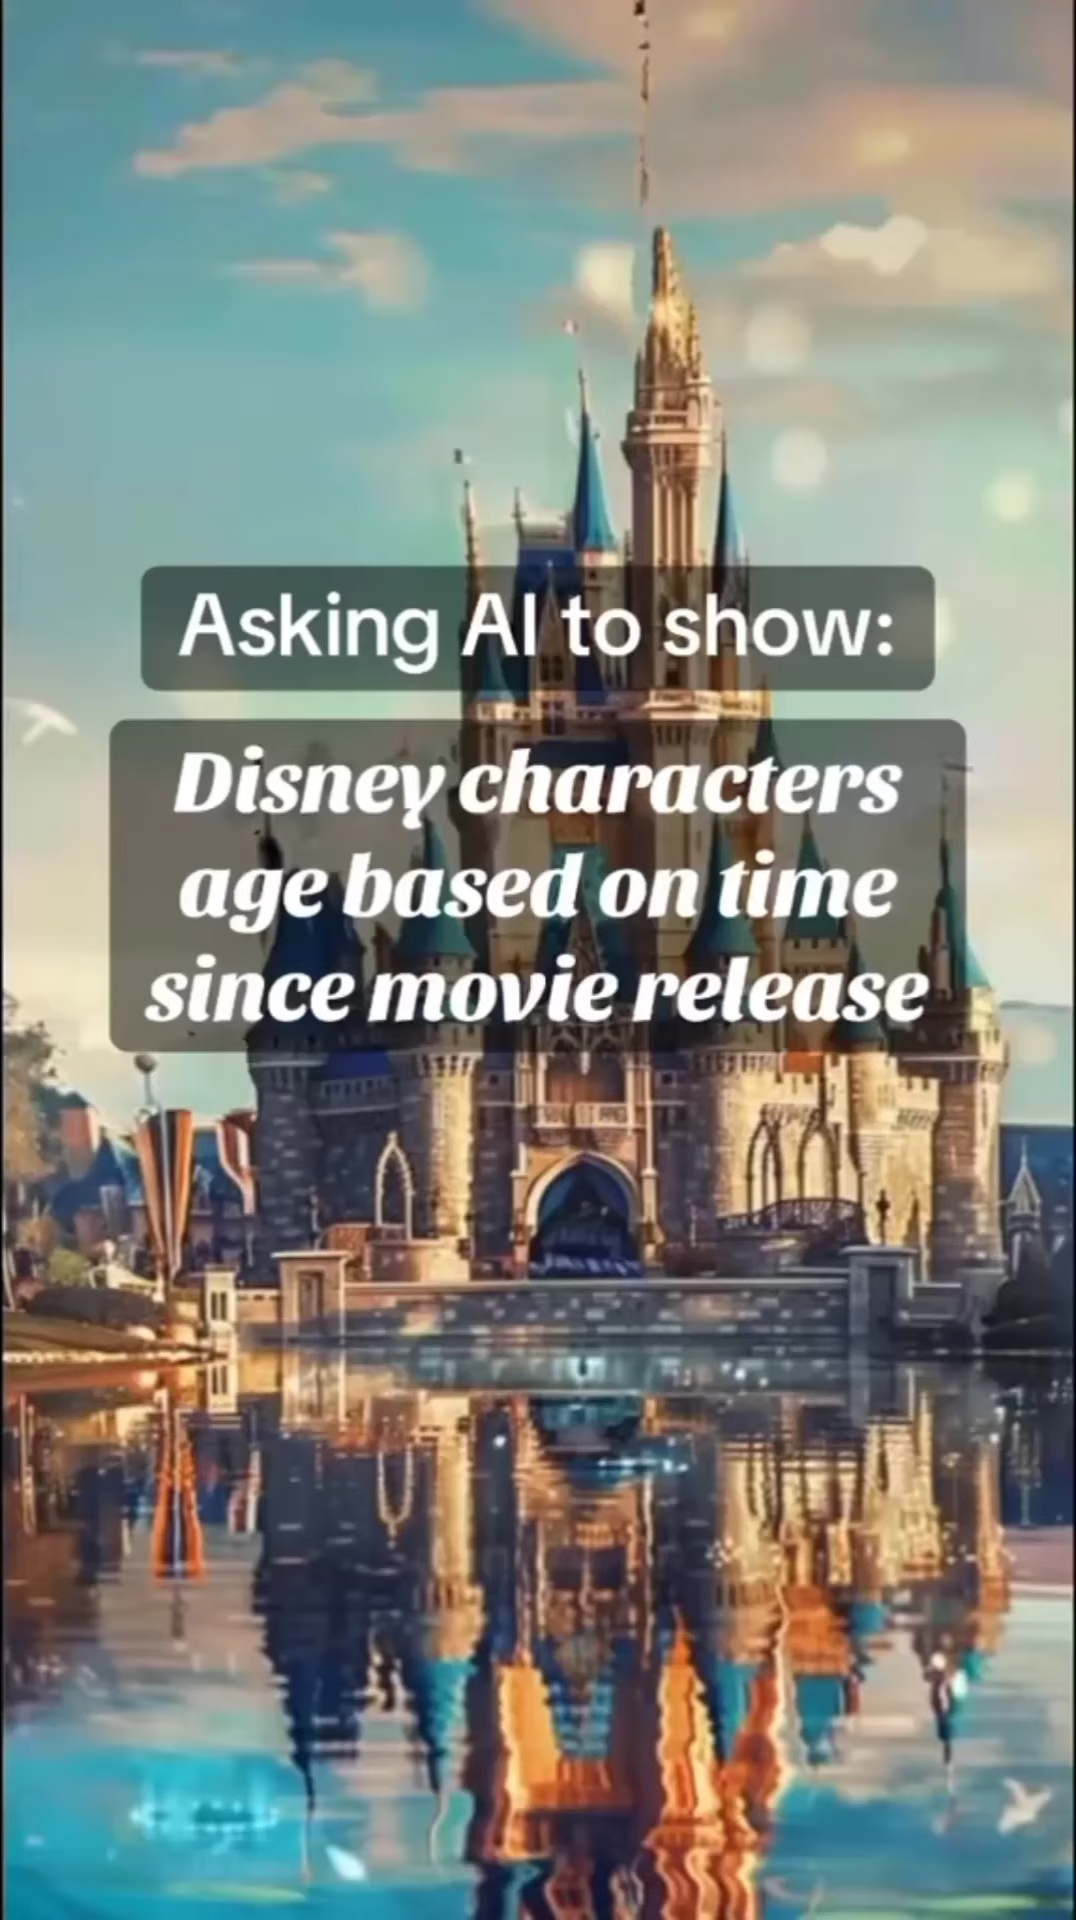 Asking AI to show:
Disney characters
age based on time
since movie release